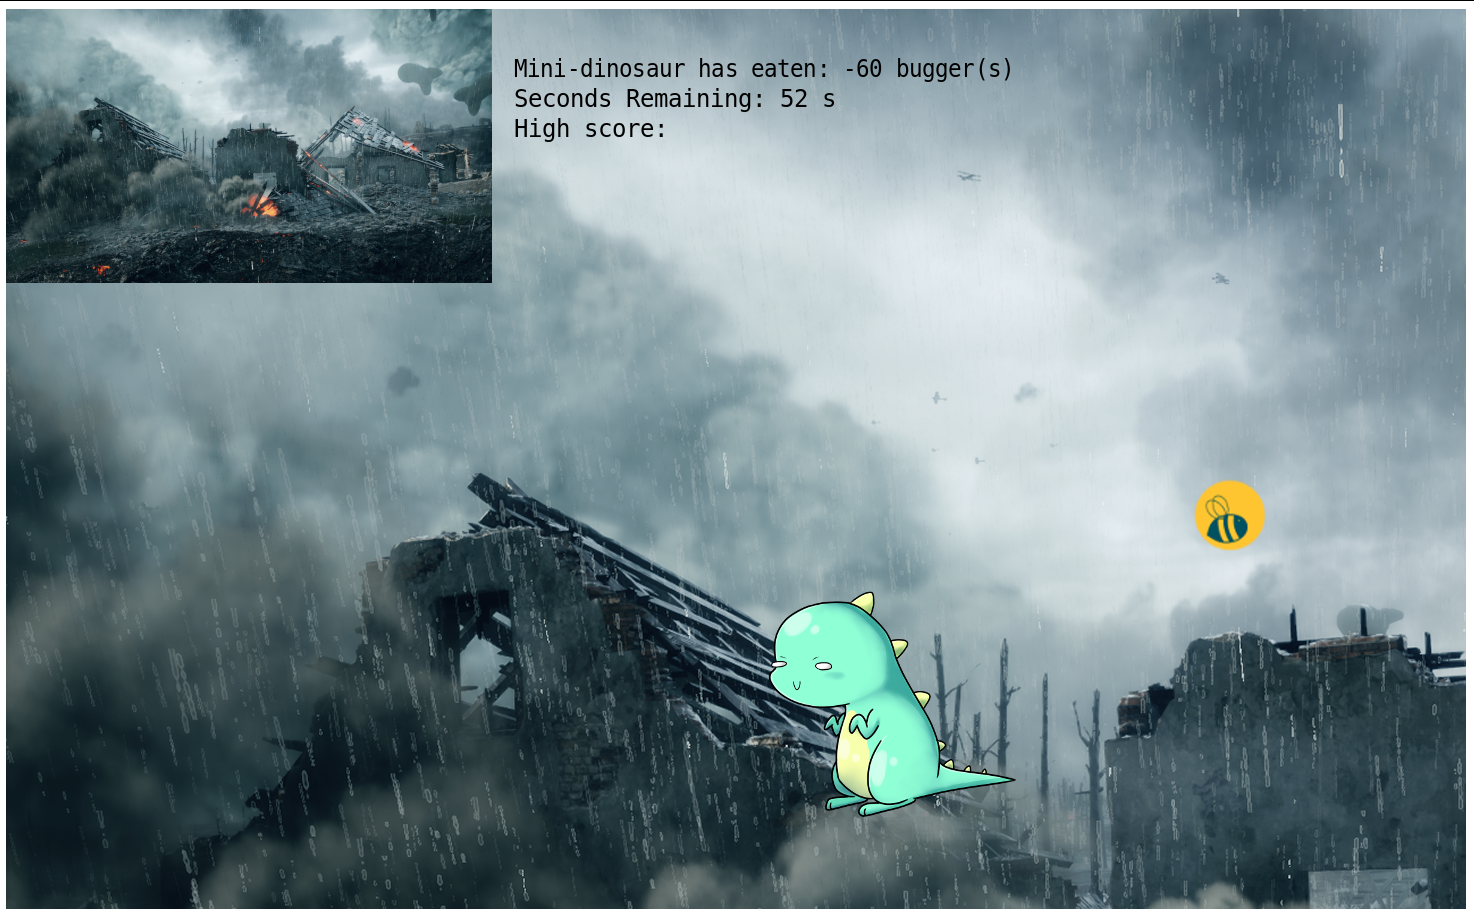 Mini-dinosaur has eaten: -60 bugger(s)
Seconds Remaining: 52 s
High score: